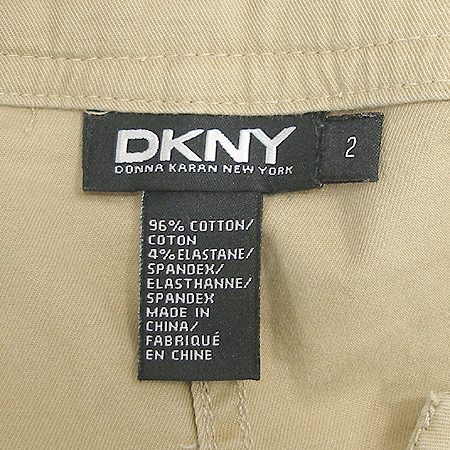 DKNY
DONNA KARAN NEW YORK
2
96% COTTON/
COTON
4% ELASTANE/
SPANDEX/
ELASTHANNE/
SPANDEX
MADE IN
CHINA/
FABRIQUÉ
EN CHINE